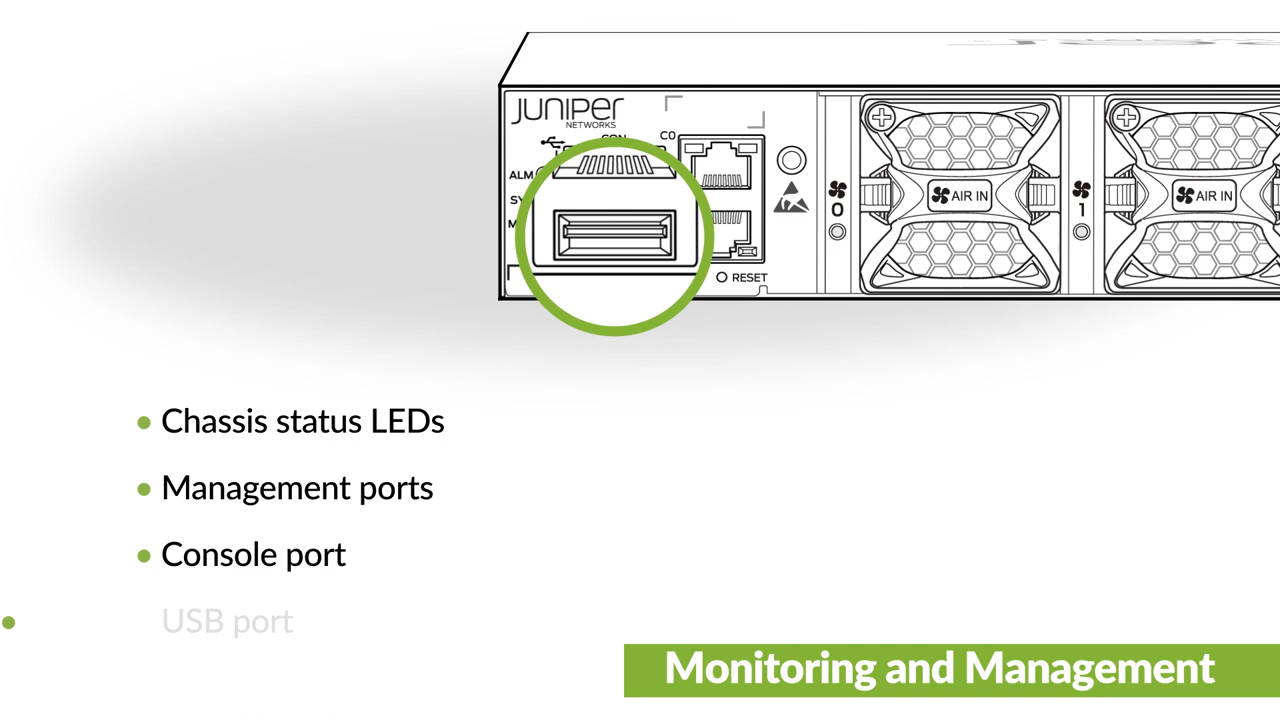 JUNIPER
NETWORKS
CON
C0
ALM
AIR IN
AIR IN
0
1
RESET
• Chassis status LEDs
• Management ports
• Console port
• USB port
Monitoring and Management